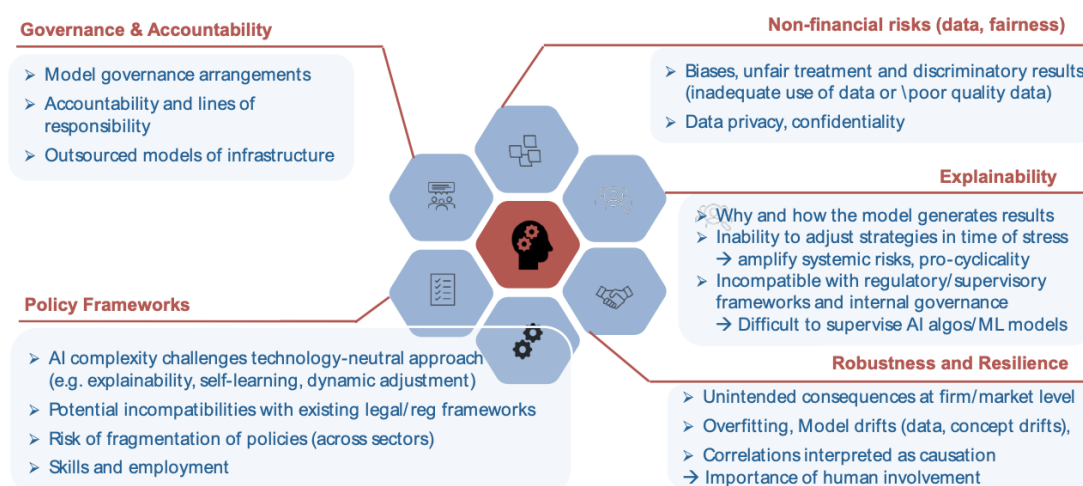 Governance & Accountability
➢ Model governance arrangements
➢ Accountability and lines of
responsibility
➢ Outsourced models of infrastructure
Non-financial risks (data, fairness)
➢ Biases, unfair treatment and discriminatory results
(inadequate use of data or \poor quality data)
➢ Data privacy, confidentiality
Explainability
➢ Why and how the model generates results
➢ Inability to adjust strategies in time of stress
→ amplify systemic risks, pro-cyclicality
➢ Incompatible with regulatory/supervisory
frameworks and internal governance
→ Difficult to supervise AI algos/ML models
Policy Frameworks
➢ AI complexity challenges technology-neutral approach
(e.g. explainability, self-learning, dynamic adjustment)
➢ Potential incompatibilities with existing legal/reg frameworks
➢ Risk of fragmentation of policies (across sectors)
➢ Skills and employment
Robustness and Resilience
➢ Unintended consequences at firm/market level
➢ Overfitting, Model drifts (data, concept drifts),
➢ Correlations interpreted as causation
→ Importance of human involvement